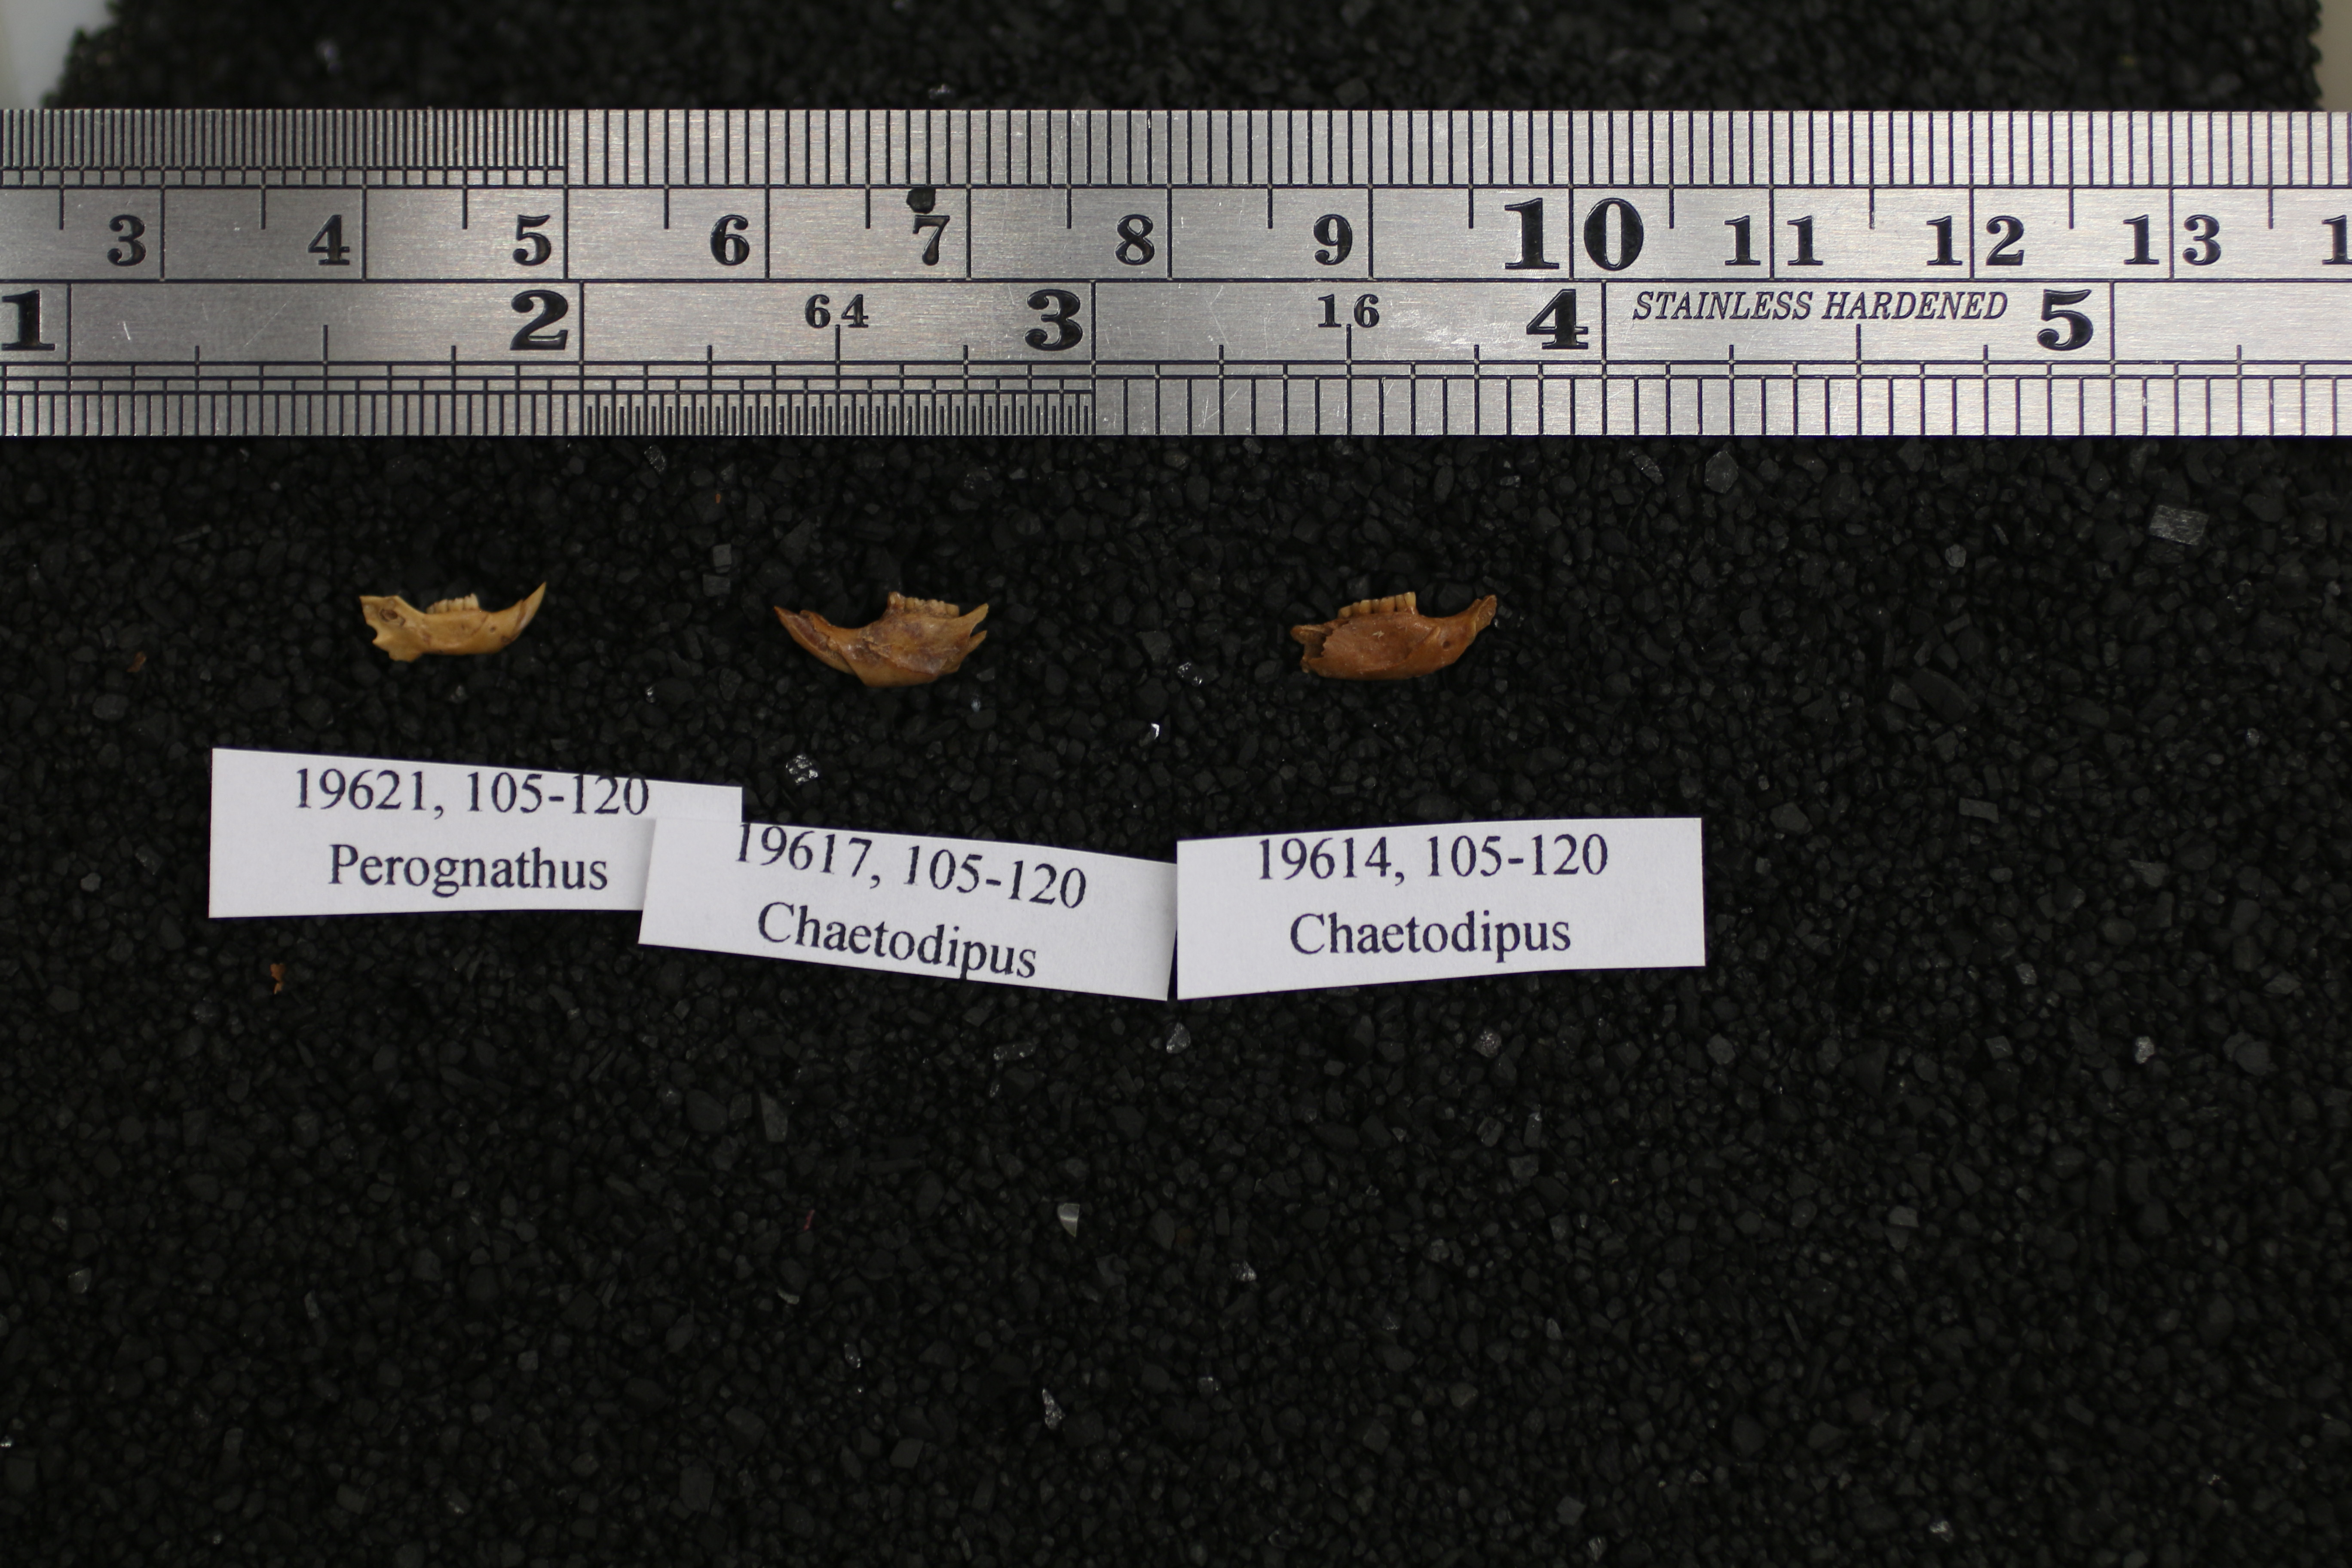 3 4 5 6 7 8 9 10 11 12 13
1 2 64 3 16 4 STAINLESS HARDENED 5
19621, 105-120
Perognathus
19617, 105-120
Chaetodipus
19614, 105-120
Chaetodipus